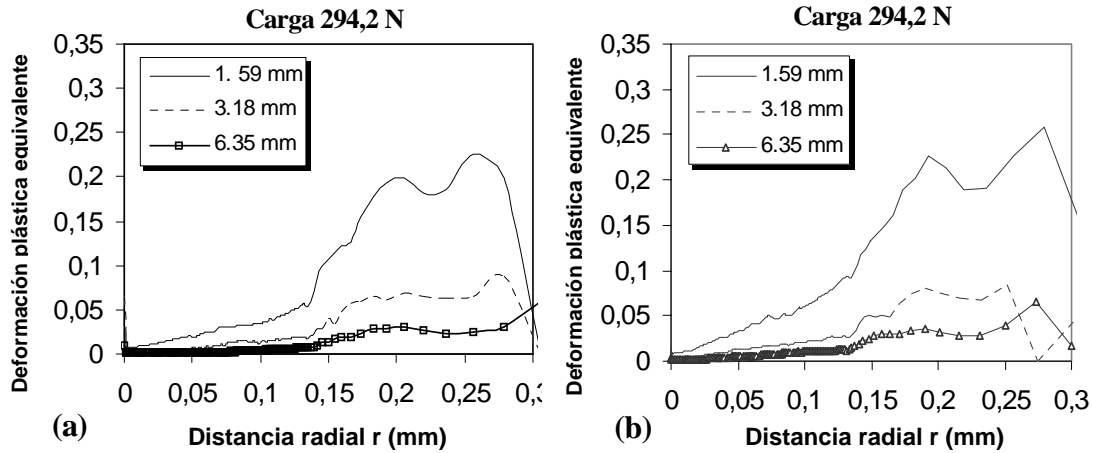 Carga 294,2 N
Deformación plástica equivalente
0,35
0,3
0,25
0,2
0,15
0,1
0,05
0
1. 59 mm
3.18 mm
6.35 mm
0 0,05 0,1 0,15 0,2 0,25 0,3
(a)
Distancia radial r (mm)
Carga 294,2 N
Deformación plástica equivalente
0,35
0,3
0,25
0,2
0,15
0,1
0,05
0
1.59 mm
3.18 mm
6.35 mm
0 0,05 0,1 0,15 0,2 0,25 0,3
(b)
Distancia radial r (mm)